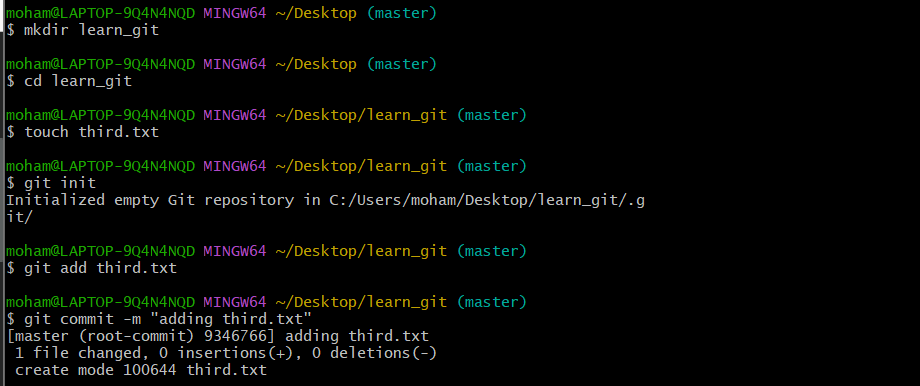 moham@LAPTOP-9Q4N4NQD MINGW64 ~/Desktop (master)
$ mkdir learn_git
moham@LAPTOP-9Q4N4NQD MINGW64 ~/Desktop (master)
$ cd learn_git
moham@LAPTOP-9Q4N4NQD MINGW64 ~/Desktop/learn_git (master)
$ touch third.txt
moham@LAPTOP-9Q4N4NQD MINGW64 ~/Desktop/learn_git (master)
$ git init
Initialized empty Git repository in C:/Users/moham/Desktop/learn_git/.g
it/
moham@LAPTOP-9Q4N4NQD MINGW64 ~/Desktop/learn_git (master)
$ git add third.txt
moham@LAPTOP-9Q4N4NQD MINGW64 ~/Desktop/learn_git (master)
$ git commit -m "adding third.txt"
[master (root-commit) 9346766] adding third.txt
 1 file changed, 0 insertions(+), 0 deletions(-)
 create mode 100644 third.txt